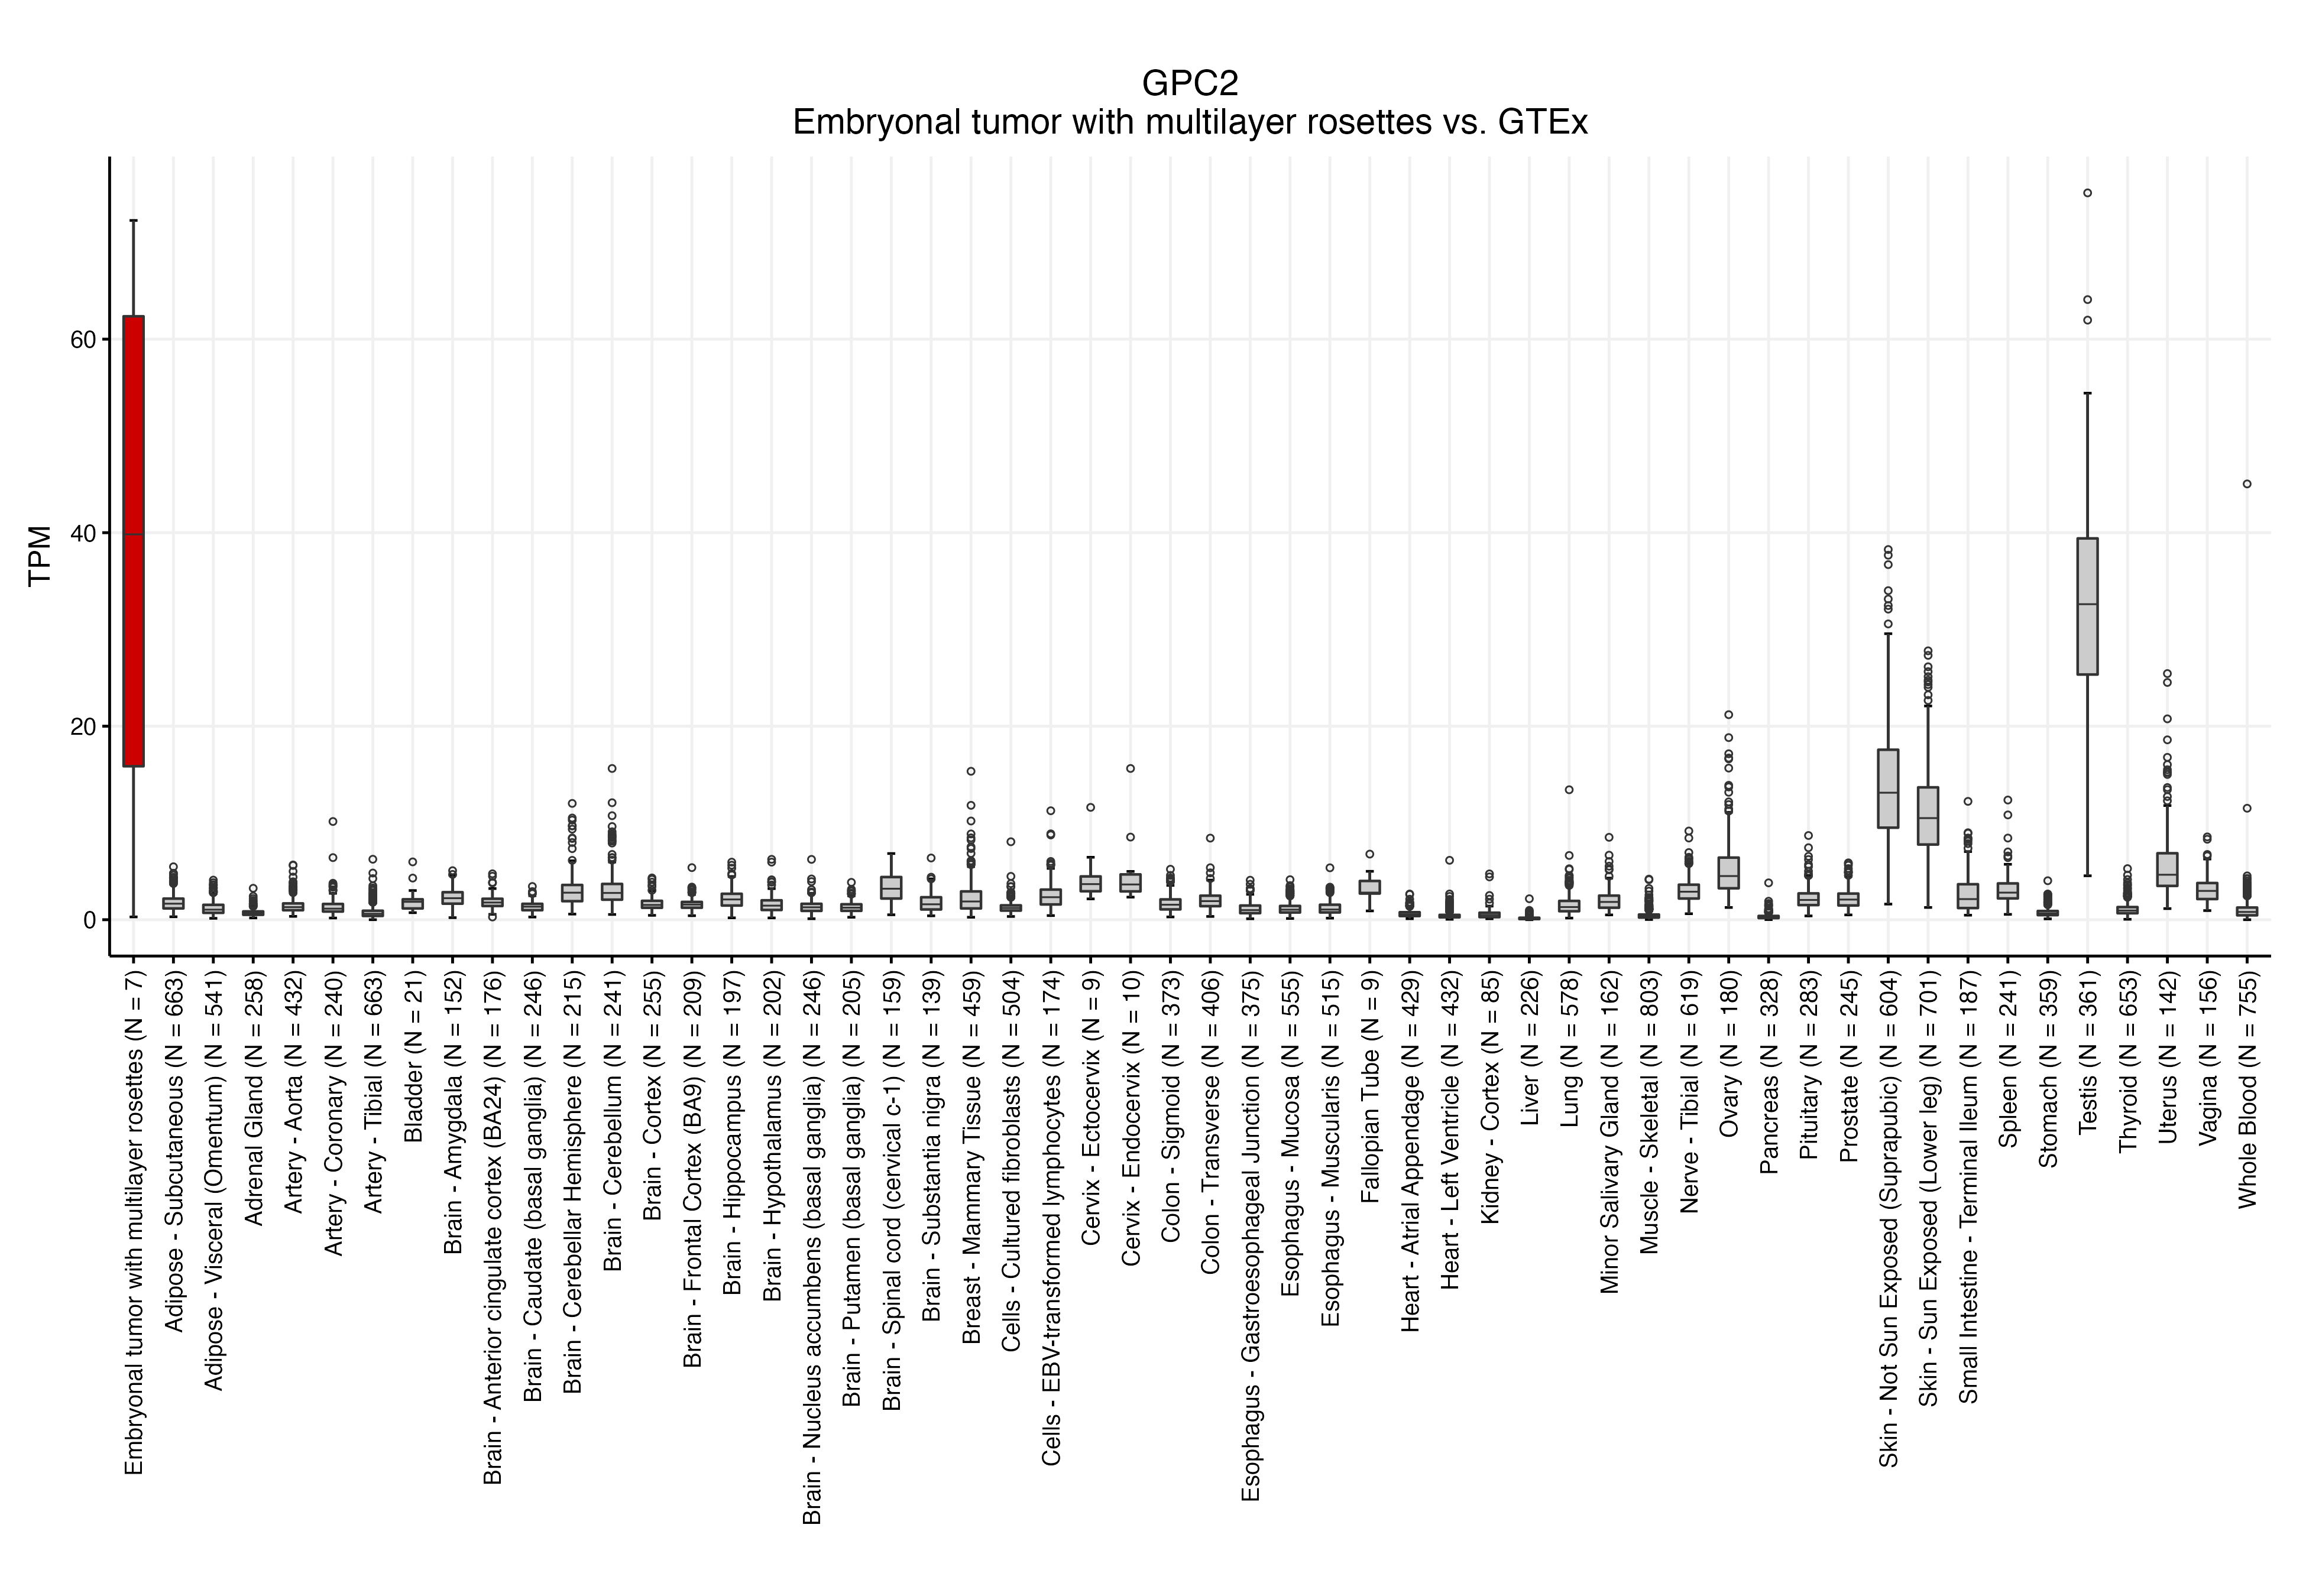 GPC2
Embryonal tumor with multilayer rosettes vs. GTEx
TPM
60
40
20
0
Embryonal tumor with multilayer rosettes (N = 7)
Adipose - Subcutaneous (N = 663)
Adipose - Visceral (Omentum) (N = 541)
Adrenal Gland (N = 258)
Artery - Aorta (N = 432)
Artery - Coronary (N = 240)
Artery - Tibial (N = 663)
Bladder (N = 21)
Brain - Amygdala (N = 152)
Brain - Anterior cingulate cortex (BA24) (N = 176)
Brain - Caudate (basal ganglia) (N = 246)
Brain - Cerebellar Hemisphere (N = 215)
Brain - Cerebellum (N = 241)
Brain - Cortex (N = 255)
Brain - Frontal Cortex (BA9) (N = 209)
Brain - Hippocampus (N = 197)
Brain - Hypothalamus (N = 202)
Brain - Nucleus accumbens (basal ganglia) (N = 246)
Brain - Putamen (basal ganglia) (N = 205)
Brain - Spinal cord (cervical c-1) (N = 159)
Brain - Substantia nigra (N = 139)
Breast - Mammary Tissue (N = 459)
Cells - Cultured fibroblasts (N = 504)
Cells - EBV-transformed lymphocytes (N = 174)
Cervix - Ectocervix (N = 9)
Cervix - Endocervix (N = 10)
Colon - Sigmoid (N = 373)
Colon - Transverse (N = 406)
Esophagus - Gastroesophageal Junction (N = 375)
Esophagus - Mucosa (N = 555)
Esophagus - Muscularis (N = 515)
Fallopian Tube (N = 9)
Heart - Atrial Appendage (N = 429)
Heart - Left Ventricle (N = 432)
Kidney - Cortex (N = 85)
Liver (N = 226)
Lung (N = 578)
Minor Salivary Gland (N = 162)
Muscle - Skeletal (N = 803)
Nerve - Tibial (N = 619)
Ovary (N = 180)
Pancreas (N = 328)
Pituitary (N = 283)
Prostate (N = 245)
Skin - Not Sun Exposed (Suprapubic) (N = 604)
Skin - Sun Exposed (Lower leg) (N = 701)
Small Intestine - Terminal Ileum (N = 187)
Spleen (N = 241)
Stomach (N = 359)
Testis (N = 361)
Thyroid (N = 653)
Uterus (N = 142)
Vagina (N = 156)
Whole Blood (N = 755)